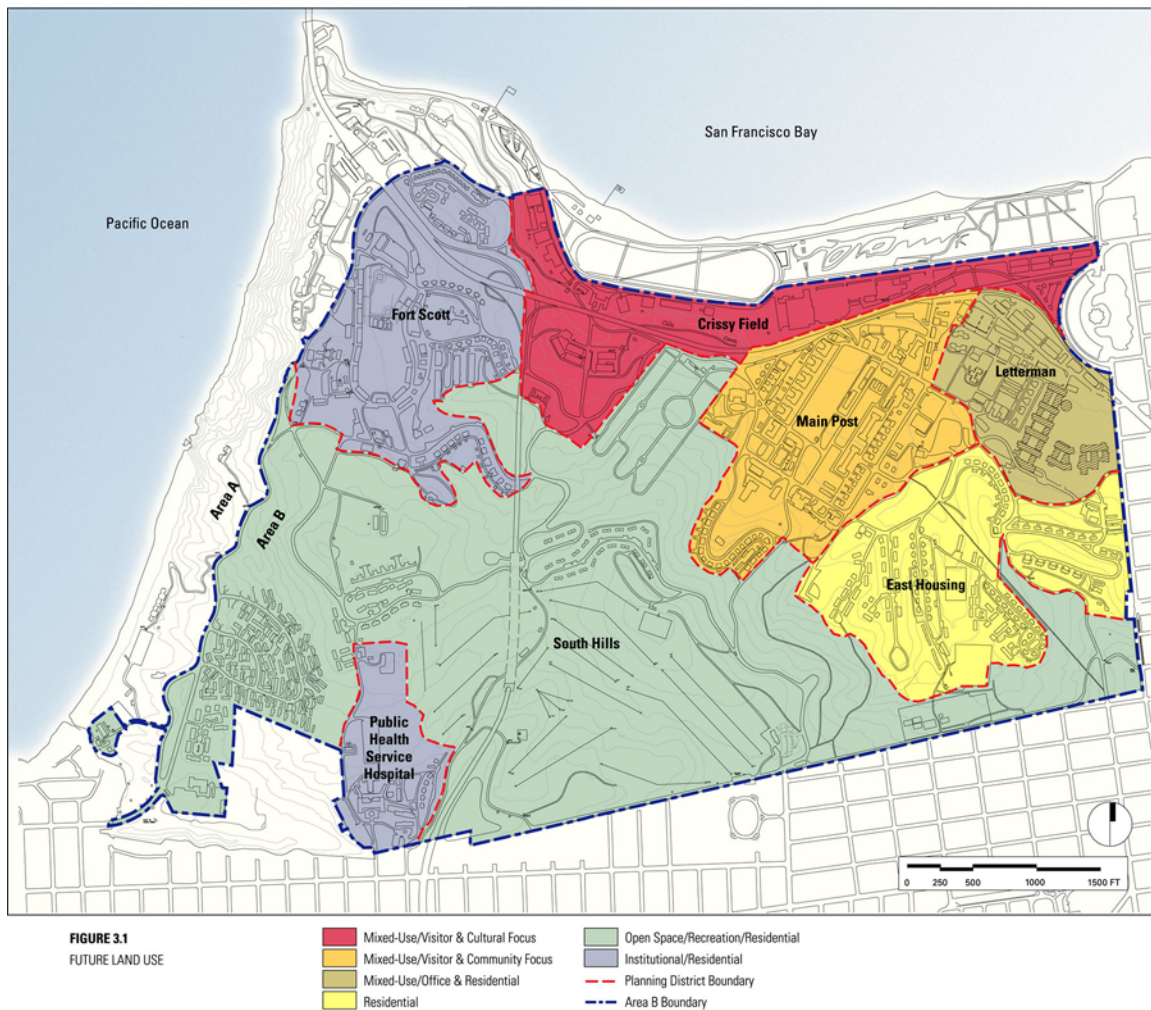 San Francisco Bay
Pacific Ocean
Fort Scott
Crissy Field
Letterman
Main Post
Area A
Area B
East Housing
South Hills
Public
Health
Service
Hospital
0 250 500 1000 1500 FT
FIGURE 3.1
FUTURE LAND USE
Mixed-Use/Visitor & Cultural Focus
Mixed-Use/Visitor & Community Focus
Mixed-Use/Office & Residential
Residential
Open Space/Recreation/Residential
Institutional/Residential
Planning District Boundary
Area B Boundary